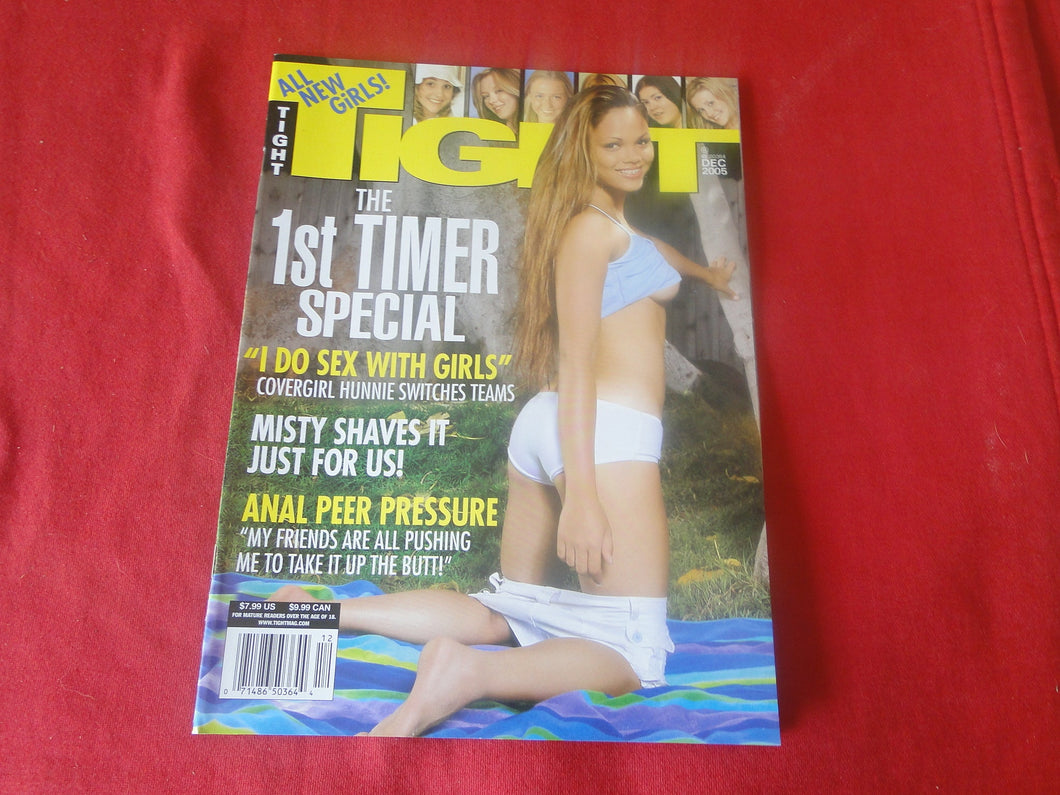 ALL NEW GiRLS!
TIGHT
TiGHT
DEC
2005
THE
1st TIMER
SPECIAL
"I DO SEX WITH GIRLS"
COVERGIRL HUNNIE SWITCHES TEAMS
MISTY SHAVES IT
JUST FOR US!
ANAL PEER PRESSURE
"MY FRIENDS ARE ALL PUSHING
ME TO TAKE IT UP THE BUTT!"
$7.99 US $9.99 CAN
FOR MATURE READERS OVER THE AGE OF 18.
WWW.TIGHTMAG.COM
12
0 71486 50364 4